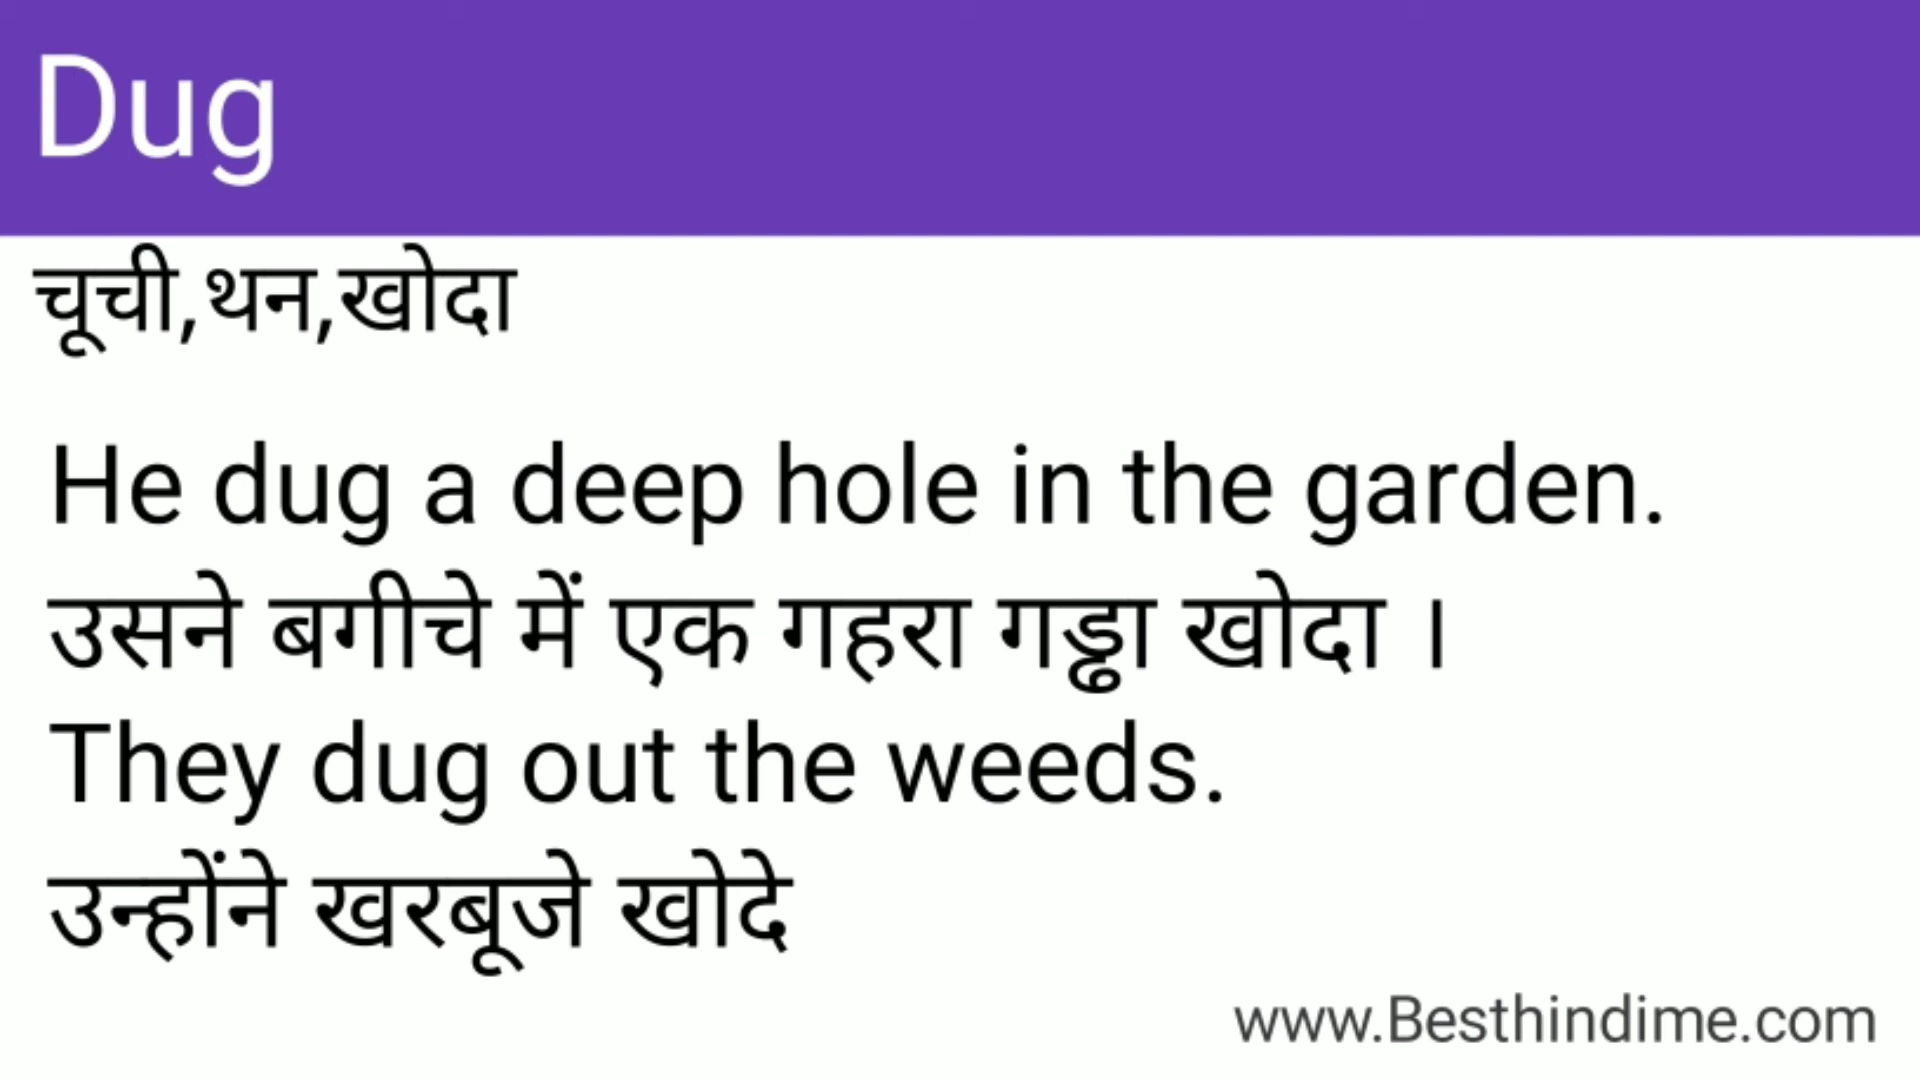 Dug
चूची,थन,खोदा
He dug a deep hole in the garden.
उसने बगीचे में एक गहरा गड्ढा खोदा ।
They dug out the weeds.
उन्होंने खरबूजे खोदे
www.Besthindime.com